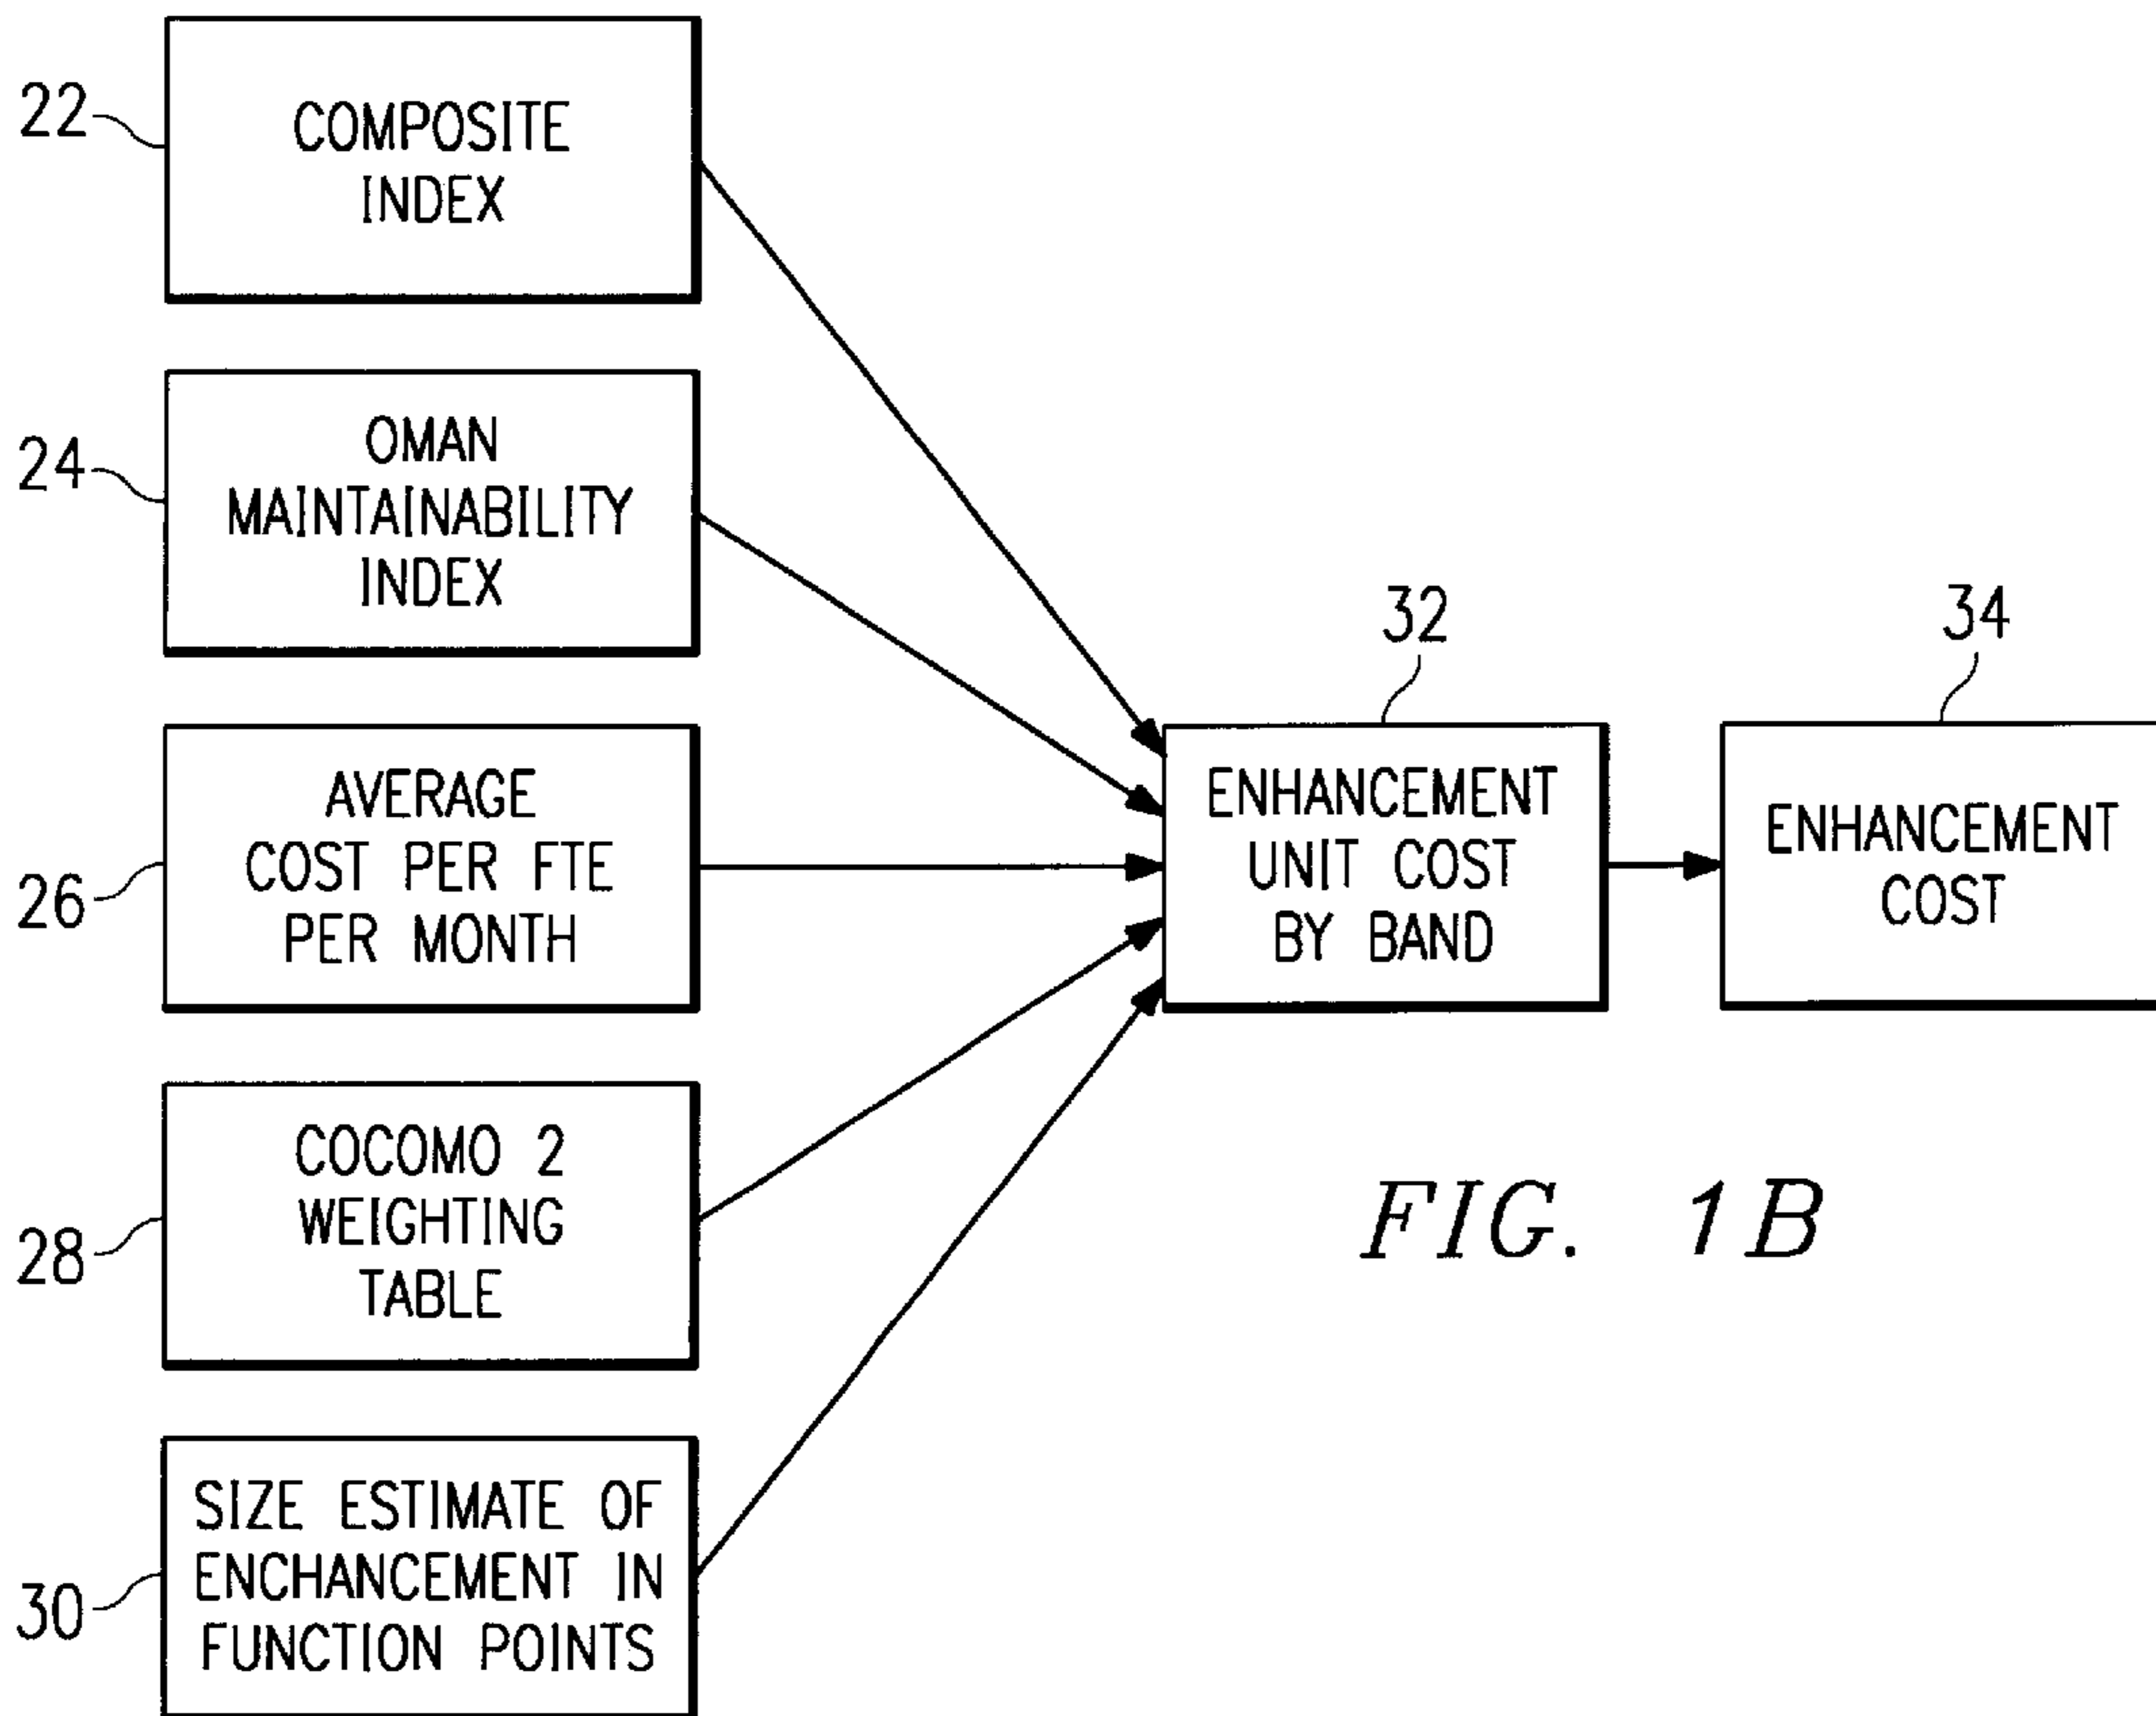 22
COMPOSITE
INDEX
24
OMAN
MAINTAINABILITY
INDEX
26
AVERAGE
COST PER FTE
PER MONTH
28
COCOMO 2
WEIGHTING
TABLE
30
SIZE ESTIMATE OF
ENCHANCEMENT IN
FUNCTION POINTS
32
ENHANCEMENT
UNIT COST
BY BAND
34
ENHANCEMENT
COST
FIG. 1B